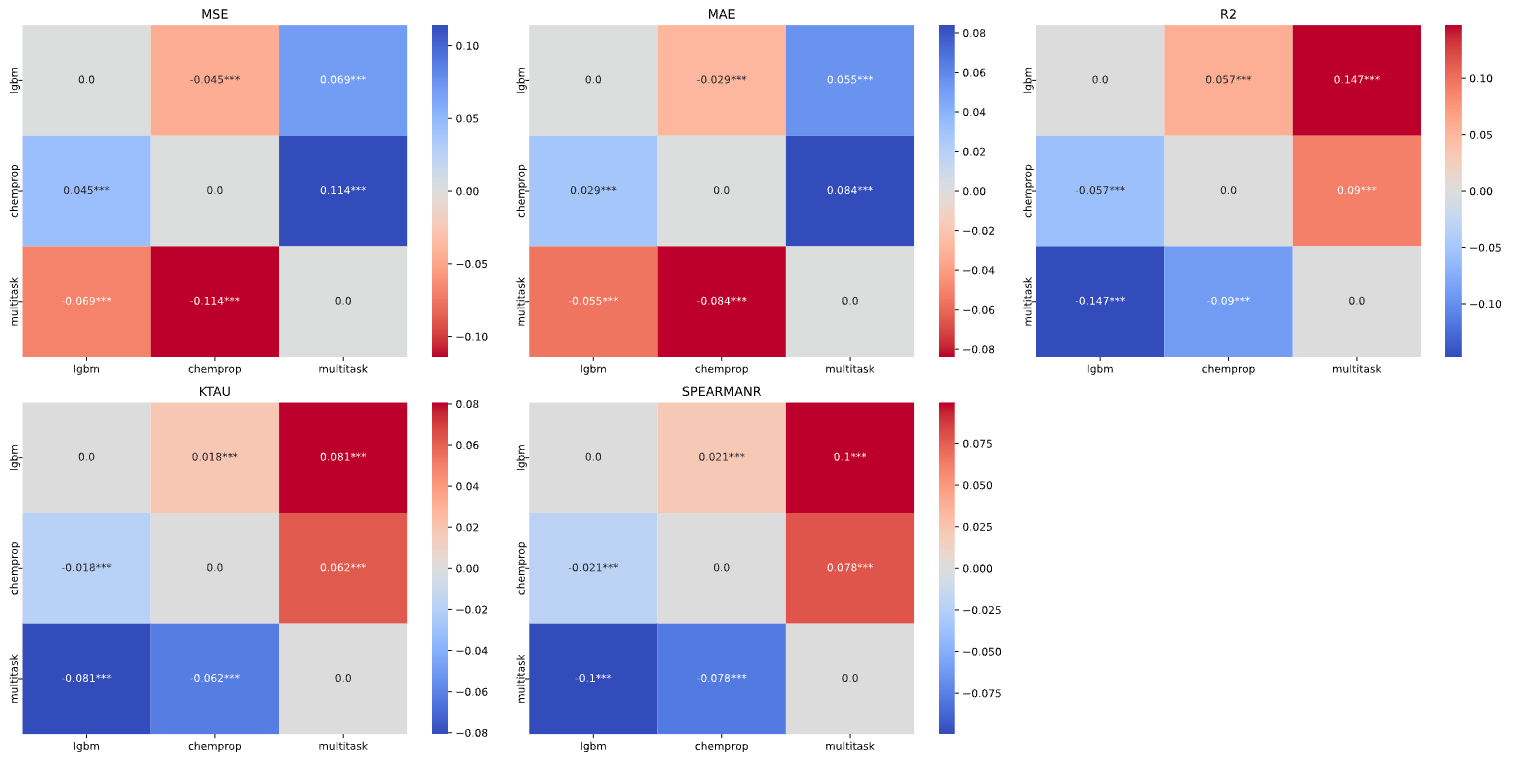 MSE
lgbm
chemprop
multitask
0.0
-0.045***
0.069***
0.045***
0.0
0.114***
-0.069***
-0.114***
0.0
lgbm
chemprop
multitask
0.10
0.05
0.00
−0.05
−0.10
MAE
lgbm
chemprop
multitask
0.0
-0.029***
0.055***
0.029***
0.0
0.084***
-0.055***
-0.084***
0.0
lgbm
chemprop
multitask
0.08
0.06
0.04
0.02
0.00
−0.02
−0.04
−0.06
−0.08
R2
lgbm
chemprop
multitask
0.0
0.057***
0.147***
-0.057***
0.0
0.09***
-0.147***
-0.09***
0.0
lgbm
chemprop
multitask
0.10
0.05
0.00
−0.05
−0.10
KTAU
lgbm
chemprop
multitask
0.0
0.018***
0.081***
-0.018***
0.0
0.062***
-0.081***
-0.062***
0.0
lgbm
chemprop
multitask
0.08
0.06
0.04
0.02
0.00
−0.02
−0.04
−0.06
−0.08
SPEARMANR
lgbm
chemprop
multitask
0.0
0.021***
0.1***
-0.021***
0.0
0.078***
-0.1***
-0.078***
0.0
lgbm
chemprop
multitask
0.075
0.050
0.025
0.000
−0.025
−0.050
−0.075